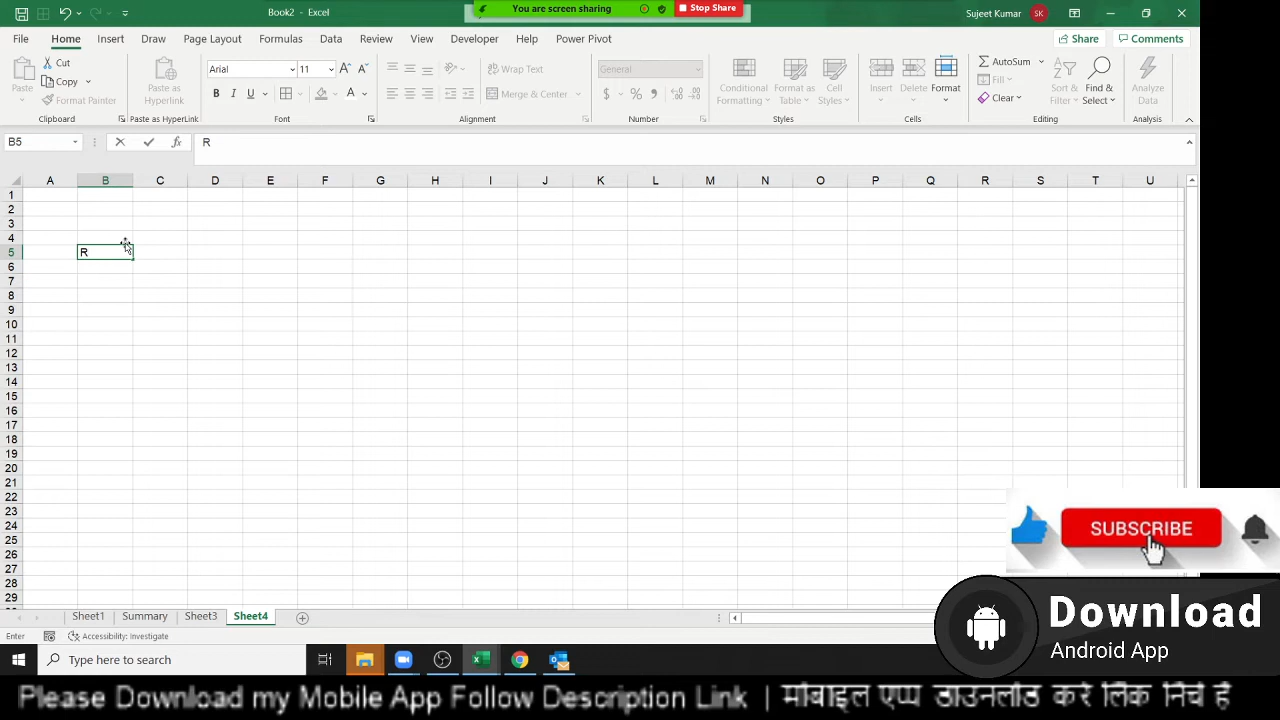 Book2 - Excel
You are screen sharing
Stop Share
Sujeet Kumar
SK
File
Home
Insert
Draw
Page Layout
Formulas
Data
Review
View
Developer
Help
Power Pivot
Share
Comments
Paste
Cut
Copy
Format Painter
Clipboard
Paste as
Hyperlink
Paste as Hyperlink
Arial
11
B I U
Font
Wrap Text
Merge & Center
Alignment
General
Number
Conditional
Formatting
Format as
Table
Cell
Styles
Styles
Insert
Delete
Format
Cells
AutoSum
Fill
Clear
Sort &
Filter
Find &
Select
Editing
Analyze
Data
Analysis
B5
fx
R
A B C D E F G H I J K L M N O P Q R S T U
1
2
3
4
5 R
6
7
8
9
10
11
12
13
14
15
16
17
18
19
20
21
22
23
24
25
26
27
28
SUBSCRIBE
Sheet1
Summary
Sheet3
Sheet4
Enter
Accessibility: Investigate
Download
Android App
Type here to search
Please Download my Mobile App Follow Description Link | मोबाइल एप्प डाउनलोड करे लिंक निचे है